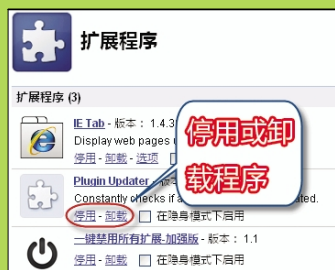 扩展程序
扩展程序 (3)
IE Tab - 版本： 1.4.3
Display web pages
停用 - 卸载 - 选项
Plugin Updater
Constantly checks if a ted.
停用 - 卸载 在隐身模式下启用
一键禁用所有扩展-加强版 - 版本： 1.1
停用 - 卸载 在隐身模式下启用
停用或卸
载程序